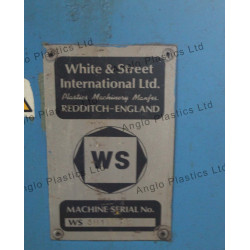 White & Street
International Ltd.
Plastics Machinery Manfrs
REDDITCH-ENGLAND
WS
MACHINE SERIAL No.
WS
Anglo Plastics Ltd
Anglo Plastics Ltd
Anglo Plastics Ltd
Anglo Plastics Ltd